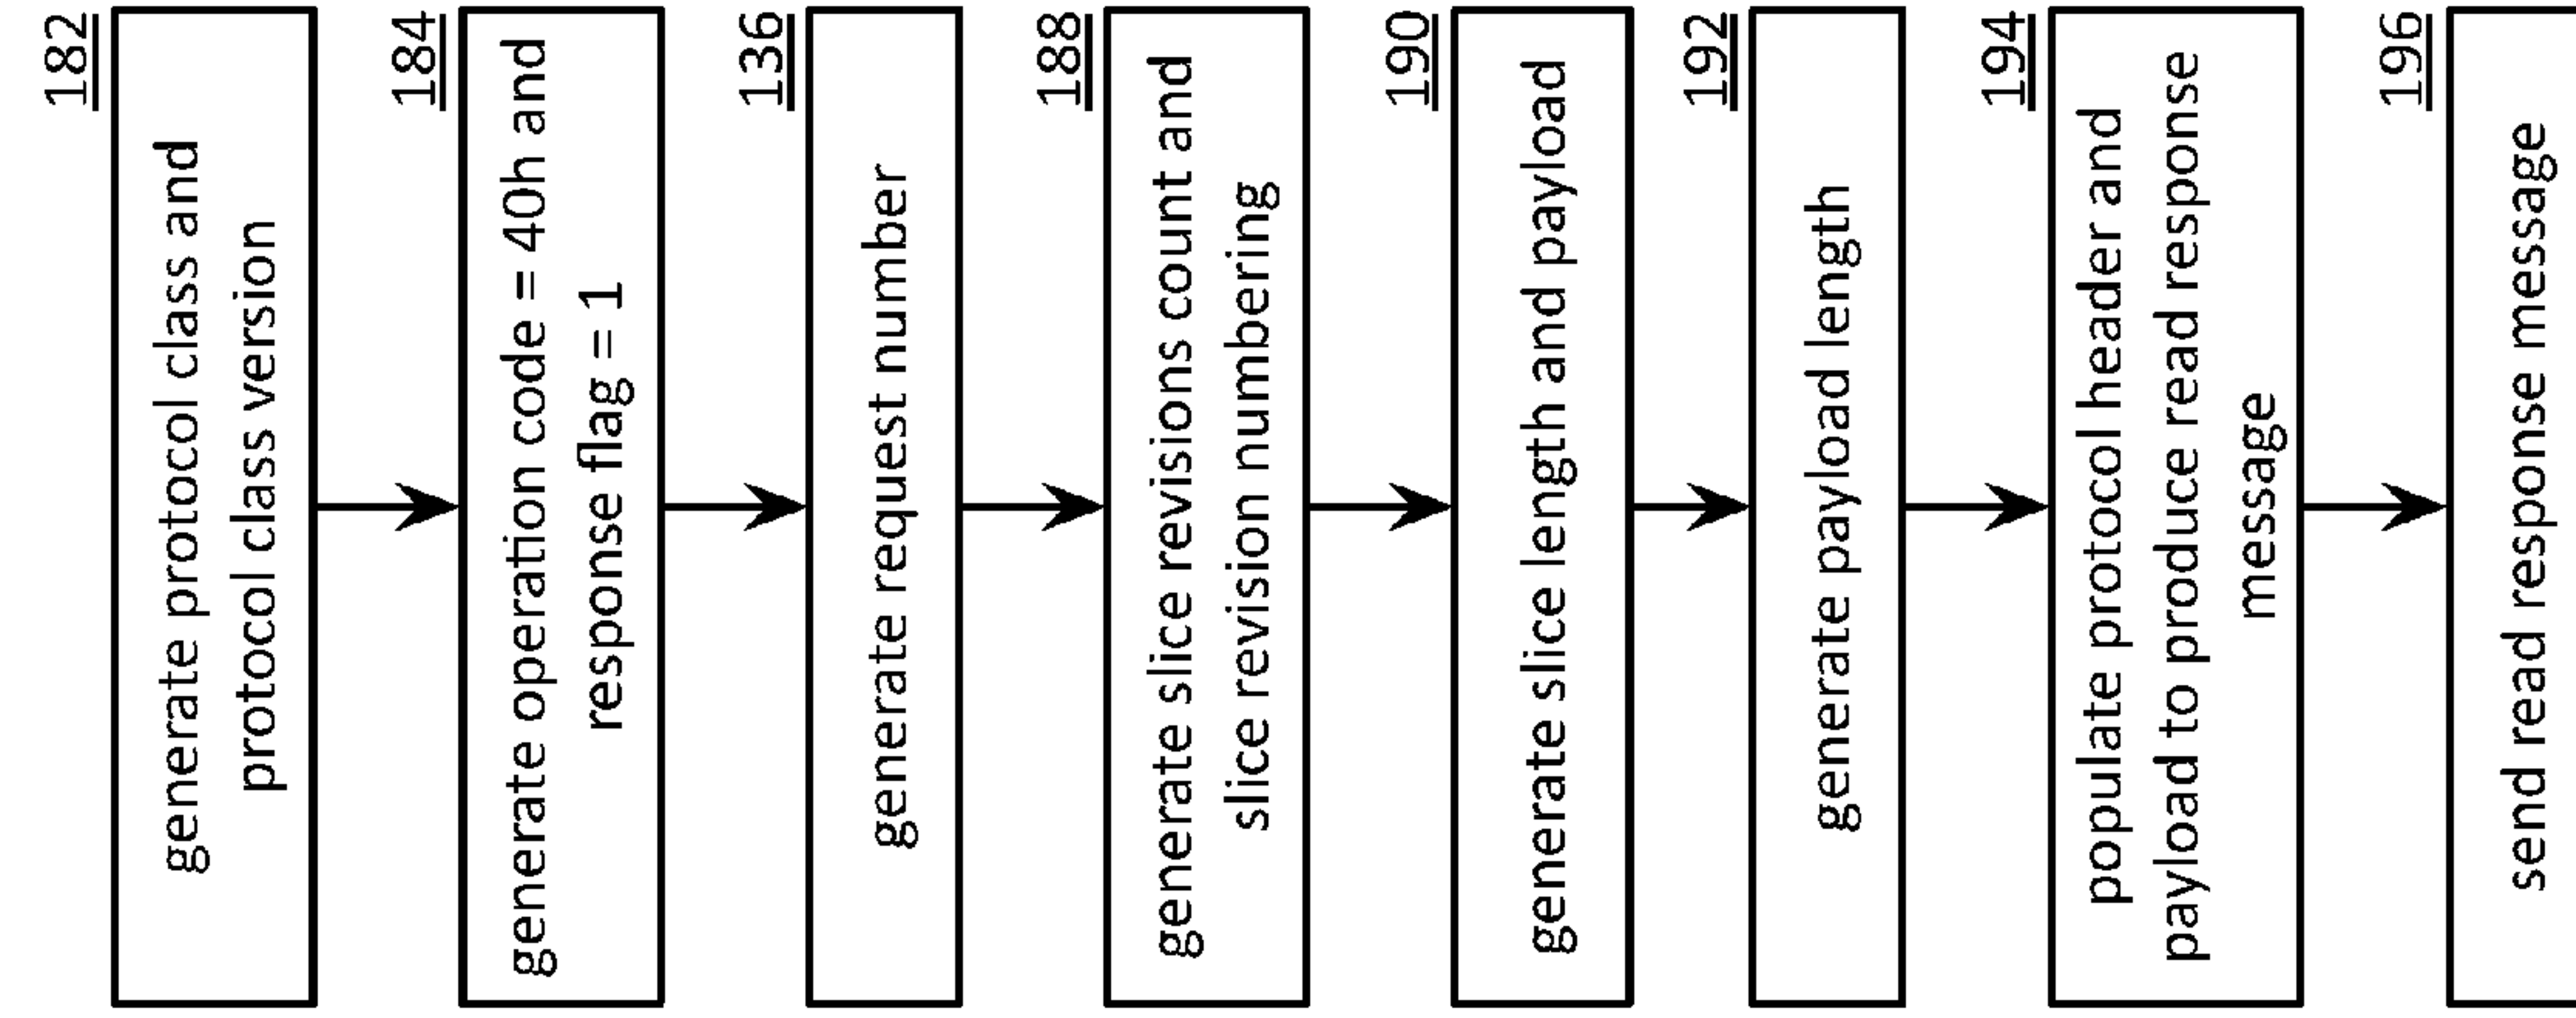 182
generate protocol class and
protocol class version
184
generate operation code = 40h and
response flag = 1
136
generate request number
188
generate slice revisions count and
slice revision numbering
190
generate slice length and payload
192
generate payload length
194
populate protocol header and
payload to produce read response
message
196
send read response message